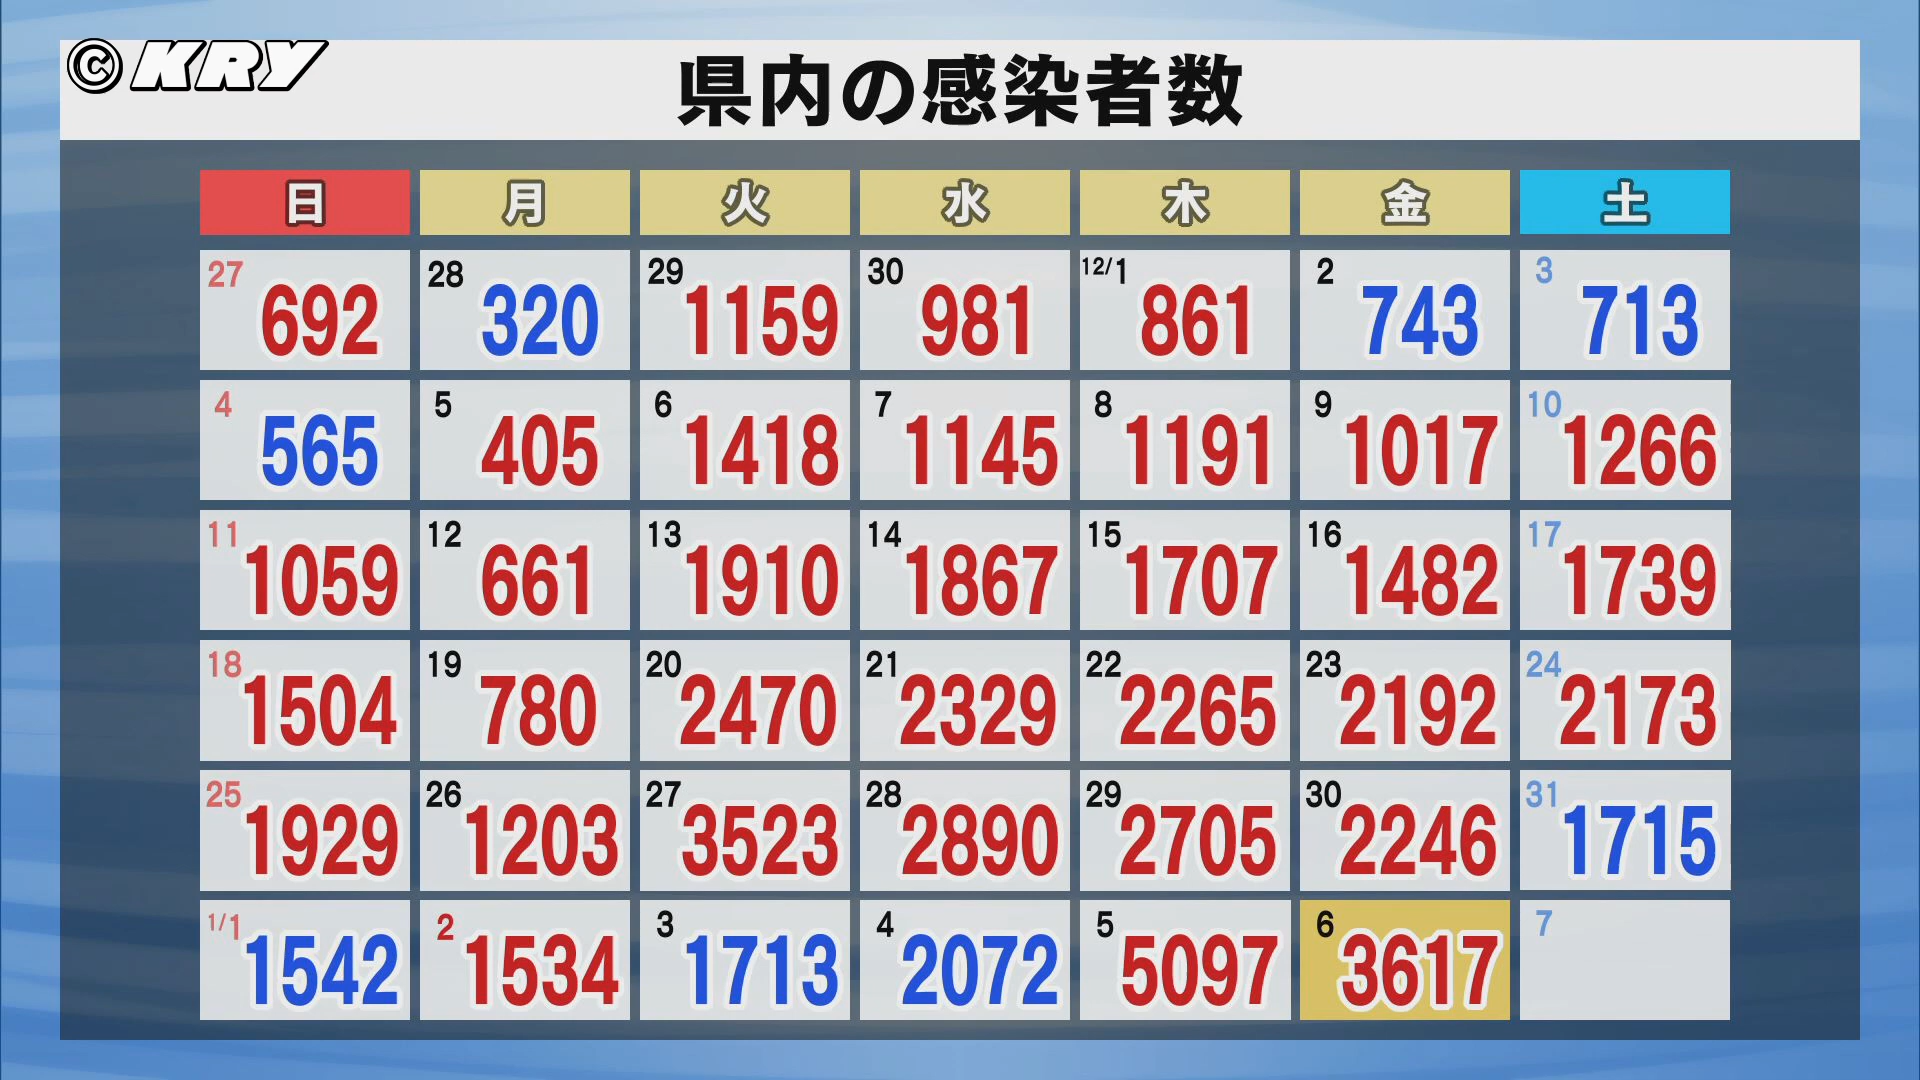 ©KRY
県内の感染者数
日 月 火 水 木 金 土
27 692 28 320 29 1159 30 981 12/1 861 2 743 3 713
4 565 5 405 6 1418 7 1145 8 1191 9 1017 10 1266
11 1059 12 661 13 1910 14 1867 15 1707 16 1482 17 1739
18 1504 19 780 20 2470 21 2329 22 2265 23 2192 24 2173
25 1929 26 1203 27 3523 28 2890 29 2705 30 2246 31 1715
1/1 1542 2 1534 3 1713 4 2072 5 5097 6 3617 7